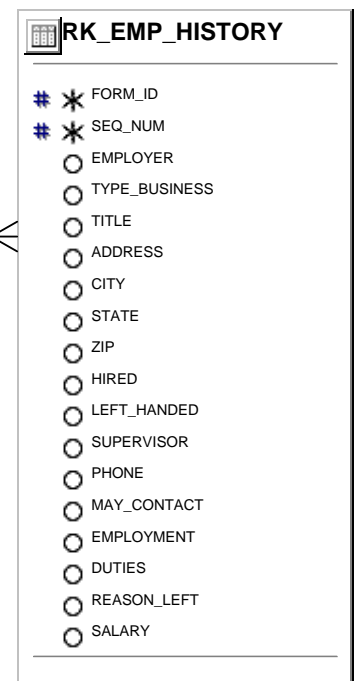 RK_EMP_HISTORY
# * FORM_ID
# * SEQ_NUM
EMPLOYER
TYPE_BUSINESS
TITLE
ADDRESS
CITY
STATE
ZIP
HIRED
LEFT_HANDED
SUPERVISOR
PHONE
MAY_CONTACT
EMPLOYMENT
DUTIES
REASON_LEFT
SALARY